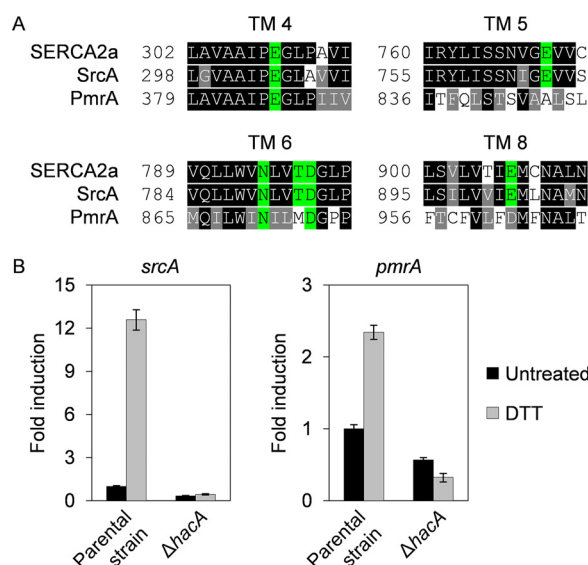 A
TM 4 TM 5
SERCA2a 302 LAVAAIPEGLPAVI 760 IRYLISSNVGEVVC
SrcA 298 LGVAAIPEGLAVVI 755 IRYLISSNIGEVVS
PmrA 379 LAVAAIPEGLPIIV 836 ITFQLSTSVAALSL
TM 6 TM 8
SERCA2a 789 VQLLWVNLVTDGLP 900 LSVLVTIEMCNALN
SrcA 784 VQLLWVNLVTDGLP 895 LSILVVIEMLNAMN
PmrA 865 MQILWINILMDGPP 956 FTCFVLFDMFNALT
B
srcA
Fold induction
15
12
9
6
3
0
Parental
strain
ΔhacA
pmrA
Fold induction
3
2
1
0
Parental
strain
ΔhacA
Untreated
DTT